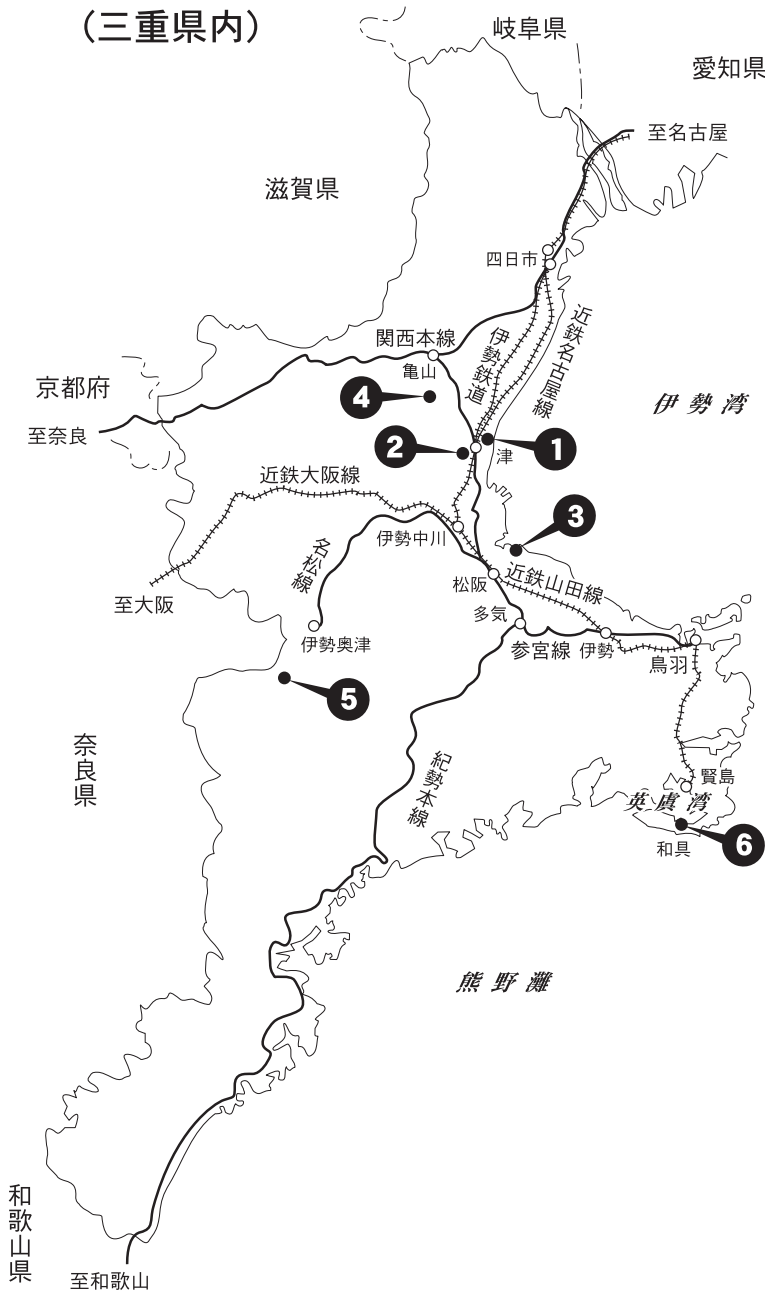 （三重県内）
岐阜県
愛知県
至名古屋
滋賀県
四日市
近鉄名古屋線
伊勢鉄道
関西本線
亀山
京都府
至奈良
4
伊勢湾
2
1
津
近鉄大阪線
3
伊勢中川
名松線
近鉄山田線
松阪
至大阪
多気
伊勢奥津
参宮線
伊勢
鳥羽
5
奈良県
紀勢本線
賢島
英虞湾
6
和具
熊野灘
和歌山県
至和歌山